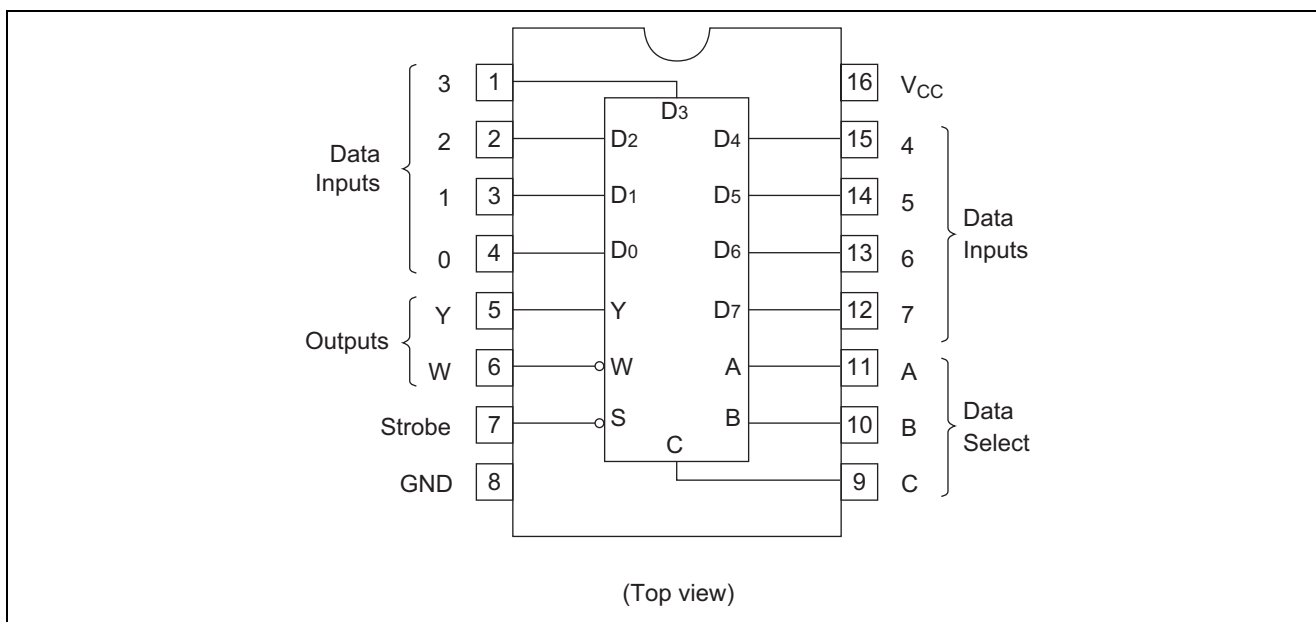 3 1 D3 16 VCC
2 2 D2 D4 15 4
Data Inputs
1 3 D1 D5 14 5
Data Inputs
0 4 D0 D6 13 6
Y 5 Y D7 12 7
Outputs
W 6 W A 11 A
Strobe 7 S B 10 B
Data Select
GND 8 C 9 C
(Top view)